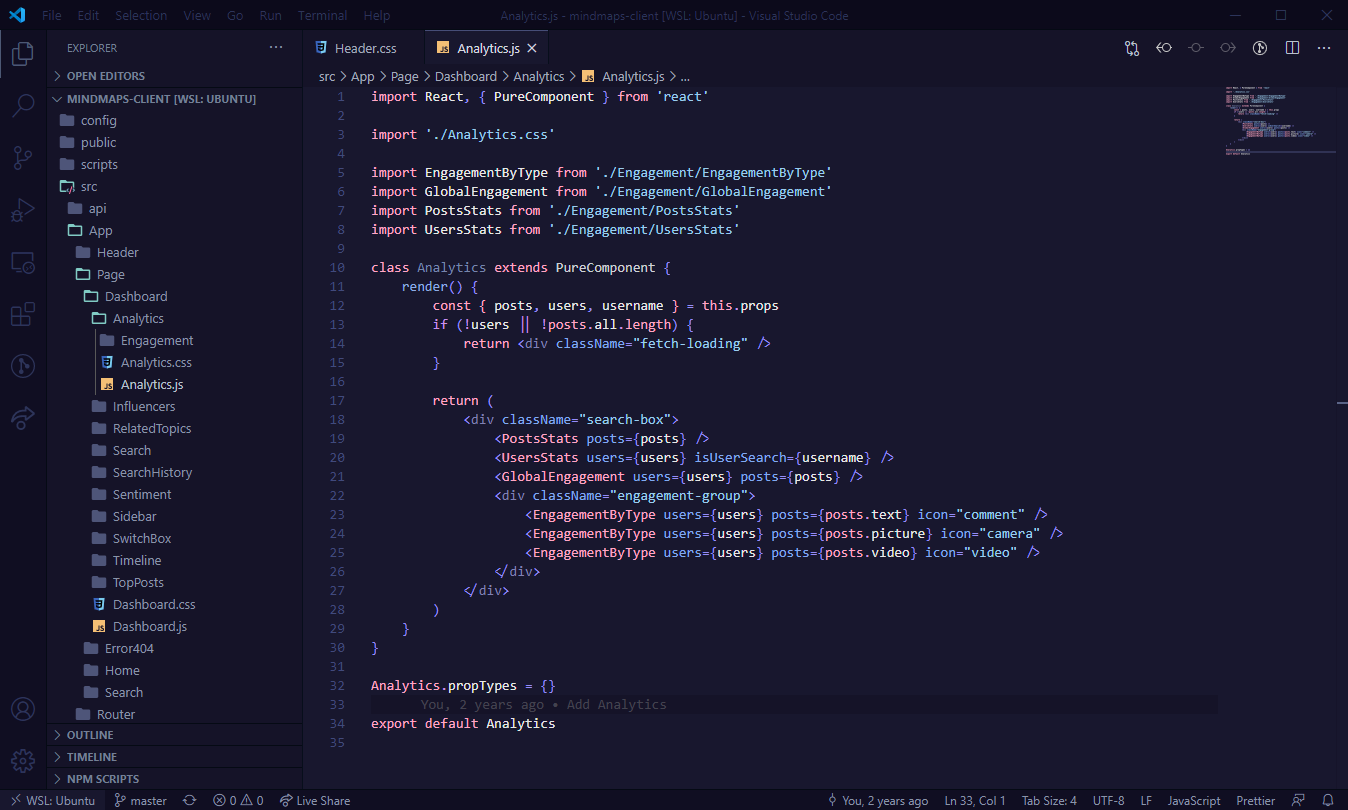 File Edit Selection View Go Run Terminal Help
Analytics.js - mindmaps-client [WSL: Ubuntu] - Visual Studio Code
EXPLORER
OPEN EDITORS
MINDMAPS-CLIENT [WSL: UBUNTU]
config
public
scripts
src
api
App
Header
Page
Dashboard
Analytics
Engagement
Analytics.css
JS Analytics.js
Influencers
RelatedTopics
Search
SearchHistory
Sentiment
Sidebar
SwitchBox
Timeline
TopPosts
Dashboard.css
JS Dashboard.js
Error404
Home
Search
Router
OUTLINE
TIMELINE
NPM SCRIPTS
Header.css
JS Analytics.js
src > App > Page > Dashboard > Analytics > JS Analytics.js > ...
1 import React, { PureComponent } from 'react'
2
3 import './Analytics.css'
4
5 import EngagementByType from './Engagement/EngagementByType'
6 import GlobalEngagement from './Engagement/GlobalEngagement'
7 import PostsStats from './Engagement/PostsStats'
8 import UsersStats from './Engagement/UsersStats'
9
10 class Analytics extends PureComponent {
11     render() {
12         const { posts, users, username } = this.props
13         if (!users || !posts.all.length) {
14             return <div className="fetch-loading" />
15         }
16
17         return (
18             <div className="search-box">
19                 <PostsStats posts={posts} />
20                 <UsersStats users={users} isUserSearch={username} />
21                 <GlobalEngagement users={users} posts={posts} />
22                 <div className="engagement-group">
23                     <EngagementByType users={users} posts={posts.text} icon="comment" />
24                     <EngagementByType users={users} posts={posts.picture} icon="camera" />
25                     <EngagementByType users={users} posts={posts.video} icon="video" />
26                 </div>
27             </div>
28         )
29     }
30 }
31
32 Analytics.propTypes = {}
33 You, 2 years ago • Add Analytics
34 export default Analytics
35
WSL: Ubuntu master 0 0 Live Share
You, 2 years ago Ln 33, Col 1 Tab Size: 4 UTF-8 LF JavaScript Prettier